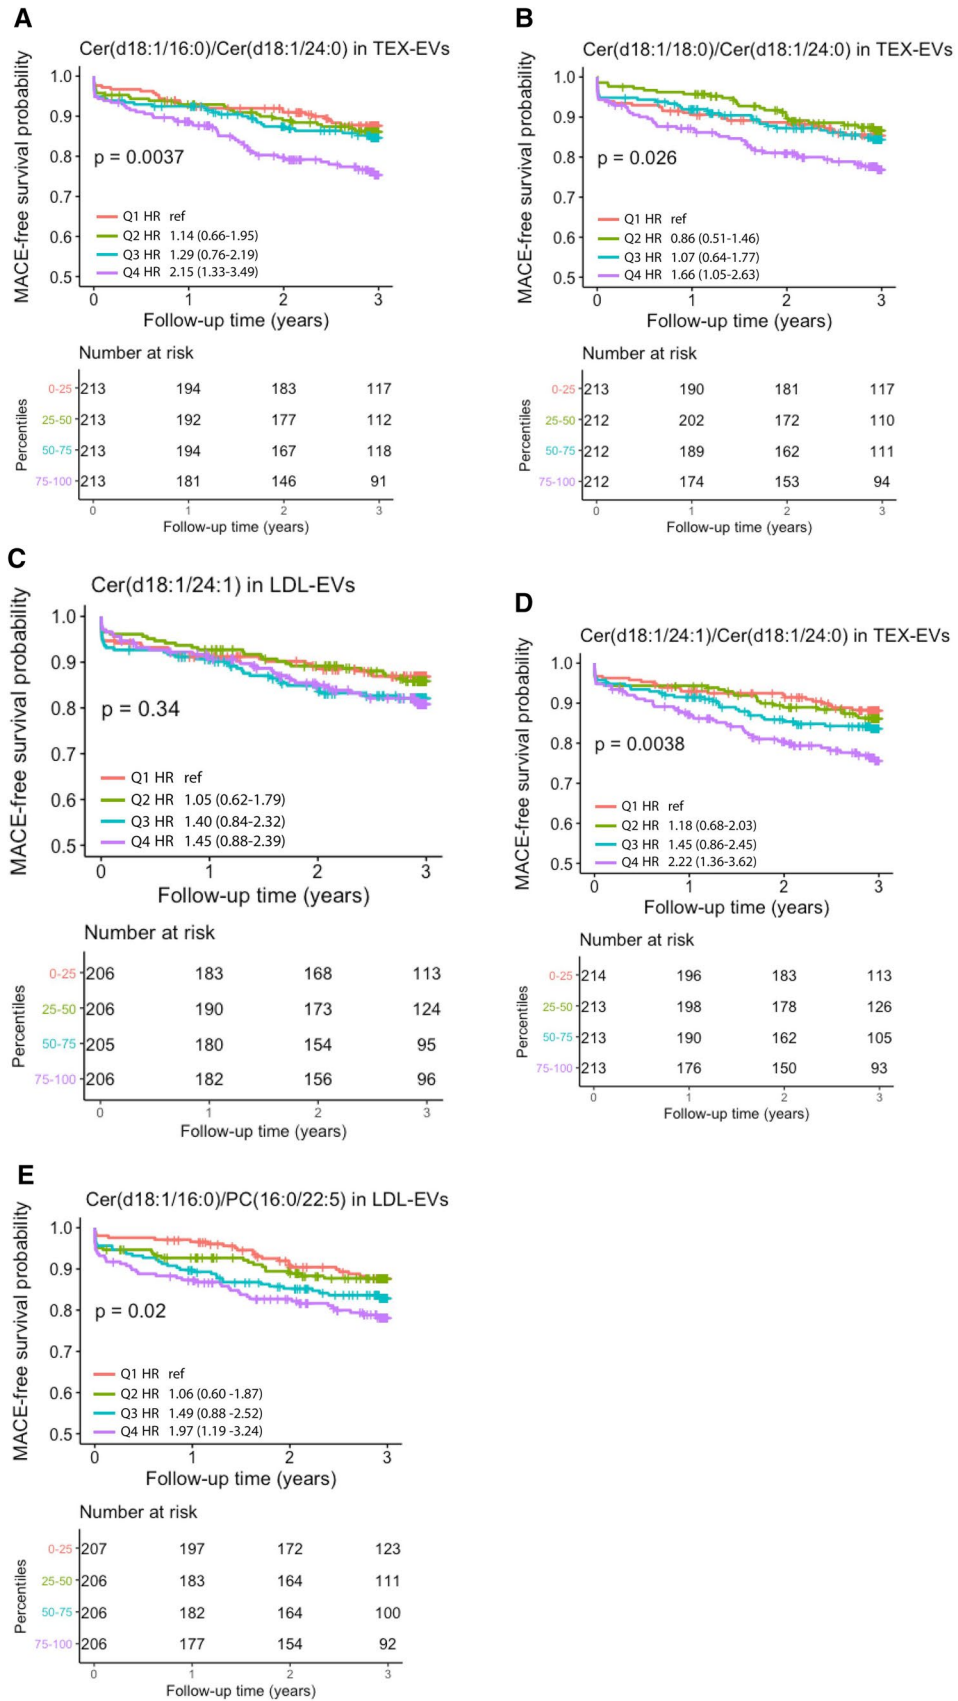 A
Cer(d18:1/16:0)/Cer(d18:1/24:0) in TEX-EVs
MACE-free survival probability
1.0
0.9
0.8
0.7
0.6
0.5
p = 0.0037
Q1 HR ref
Q2 HR 1.14 (0.66-1.95)
Q3 HR 1.29 (0.76-2.19)
Q4 HR 2.15 (1.33-3.49)
0 1 2 3
Follow-up time (years)
Number at risk
Percentiles
0-25 213 194 183 117
25-50 213 192 177 112
50-75 213 194 167 118
75-100 213 181 146 91
0 1 2 3
Follow-up time (years)
B
Cer(d18:1/18:0)/Cer(d18:1/24:0) in TEX-EVs
MACE-free survival probability
1.0
0.9
0.8
0.7
0.6
0.5
p = 0.026
Q1 HR ref
Q2 HR 0.86 (0.51-1.46)
Q3 HR 1.07 (0.64-1.77)
Q4 HR 1.66 (1.05-2.63)
0 1 2 3
Follow-up time (years)
Number at risk
Percentiles
0-25 213 190 181 117
25-50 212 202 172 110
50-75 212 189 162 111
75-100 212 174 153 94
0 1 2 3
Follow-up time (years)
C
Cer(d18:1/24:1) in LDL-EVs
MACE-free survival probability
1.0
0.9
0.8
0.7
0.6
0.5
p = 0.34
Q1 HR ref
Q2 HR 1.05 (0.62-1.79)
Q3 HR 1.40 (0.84-2.32)
Q4 HR 1.45 (0.88-2.39)
0 1 2 3
Follow-up time (years)
Number at risk
Percentiles
0-25 206 183 168 113
25-50 206 190 173 124
50-75 205 180 154 95
75-100 206 182 156 96
0 1 2 3
Follow-up time (years)
D
Cer(d18:1/24:1)/Cer(d18:1/24:0) in TEX-EVs
MACE-free survival probability
1.0
0.9
0.8
0.7
0.6
0.5
p = 0.0038
Q1 HR ref
Q2 HR 1.18 (0.68-2.03)
Q3 HR 1.45 (0.86-2.45)
Q4 HR 2.22 (1.36-3.62)
0 1 2 3
Follow-up time (years)
Number at risk
Percentiles
0-25 214 196 183 113
25-50 213 198 178 126
50-75 213 190 162 105
75-100 213 176 150 93
0 1 2 3
Follow-up time (years)
E
Cer(d18:1/16:0)/PC(16:0/22:5) in LDL-EVs
MACE-free survival probability
1.0
0.9
0.8
0.7
0.6
0.5
p = 0.02
Q1 HR ref
Q2 HR 1.06 (0.60 -1.87)
Q3 HR 1.49 (0.88 -2.52)
Q4 HR 1.97 (1.19 -3.24)
0 1 2 3
Follow-up time (years)
Number at risk
Percentiles
0-25 207 197 172 123
25-50 206 183 164 111
50-75 206 182 164 100
75-100 206 177 154 92
0 1 2 3
Follow-up time (years)